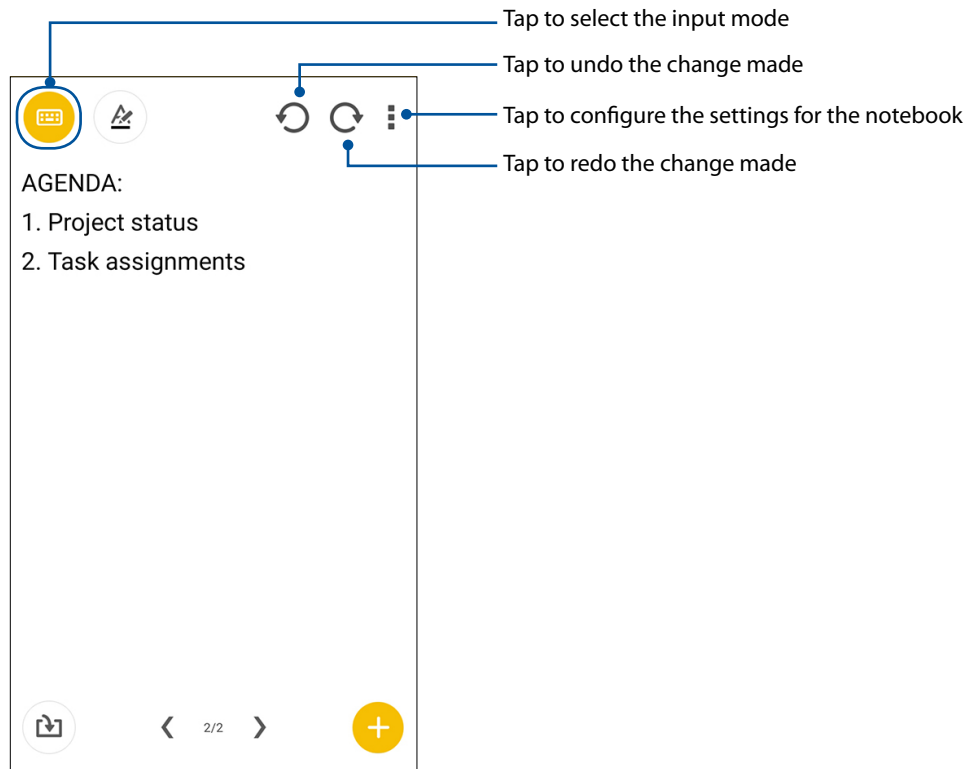 Tap to select the input mode
Tap to undo the change made
Tap to configure the settings for the notebook
Tap to redo the change made
AGENDA:
1. Project status
2. Task assignments
2/2